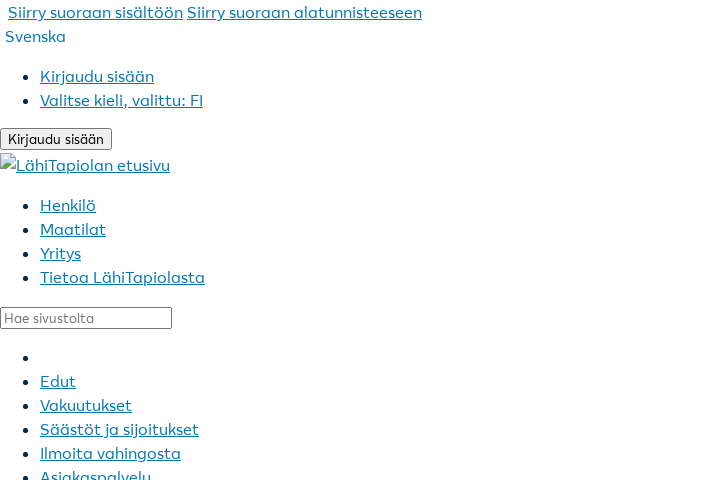 Siirry suoraan sisältöön Siirry suoraan alatunnisteeseen
Svenska
Kirjaudu sisään
Valitse kieli, valittu: FI
Kirjaudu sisään
LähiTapiolan etusivu
Henkilö
Maatilat
Yritys
Tietoa LähiTapiolasta
Hae sivustolta
Edut
Vakuutukset
Säästöt ja sijoitukset
Ilmoita vahingosta
Asiakaspalvelu